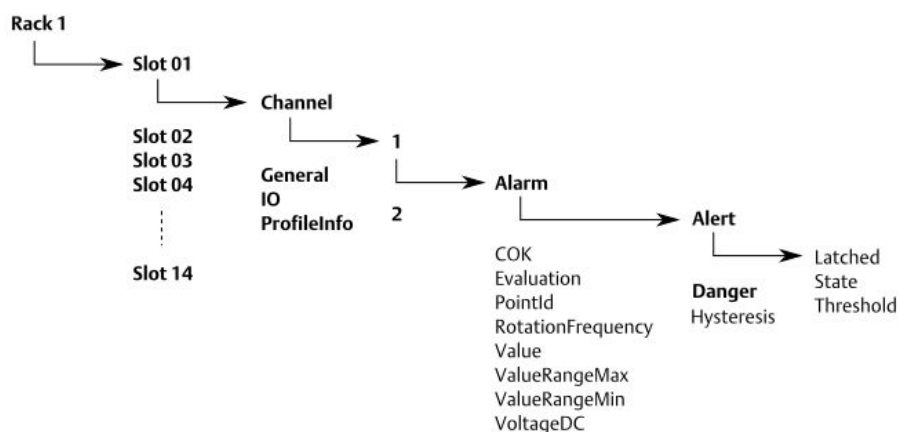 Rack 1
Slot 01
Slot 02
Slot 03
Slot 04
Slot 14
Channel
General
IO
ProfileInfo
1
2
Alarm
COK
Evaluation
PointId
RotationFrequency
Value
ValueRangeMax
ValueRangeMin
VoltageDC
Alert
Danger
Hysteresis
Latched
State
Threshold